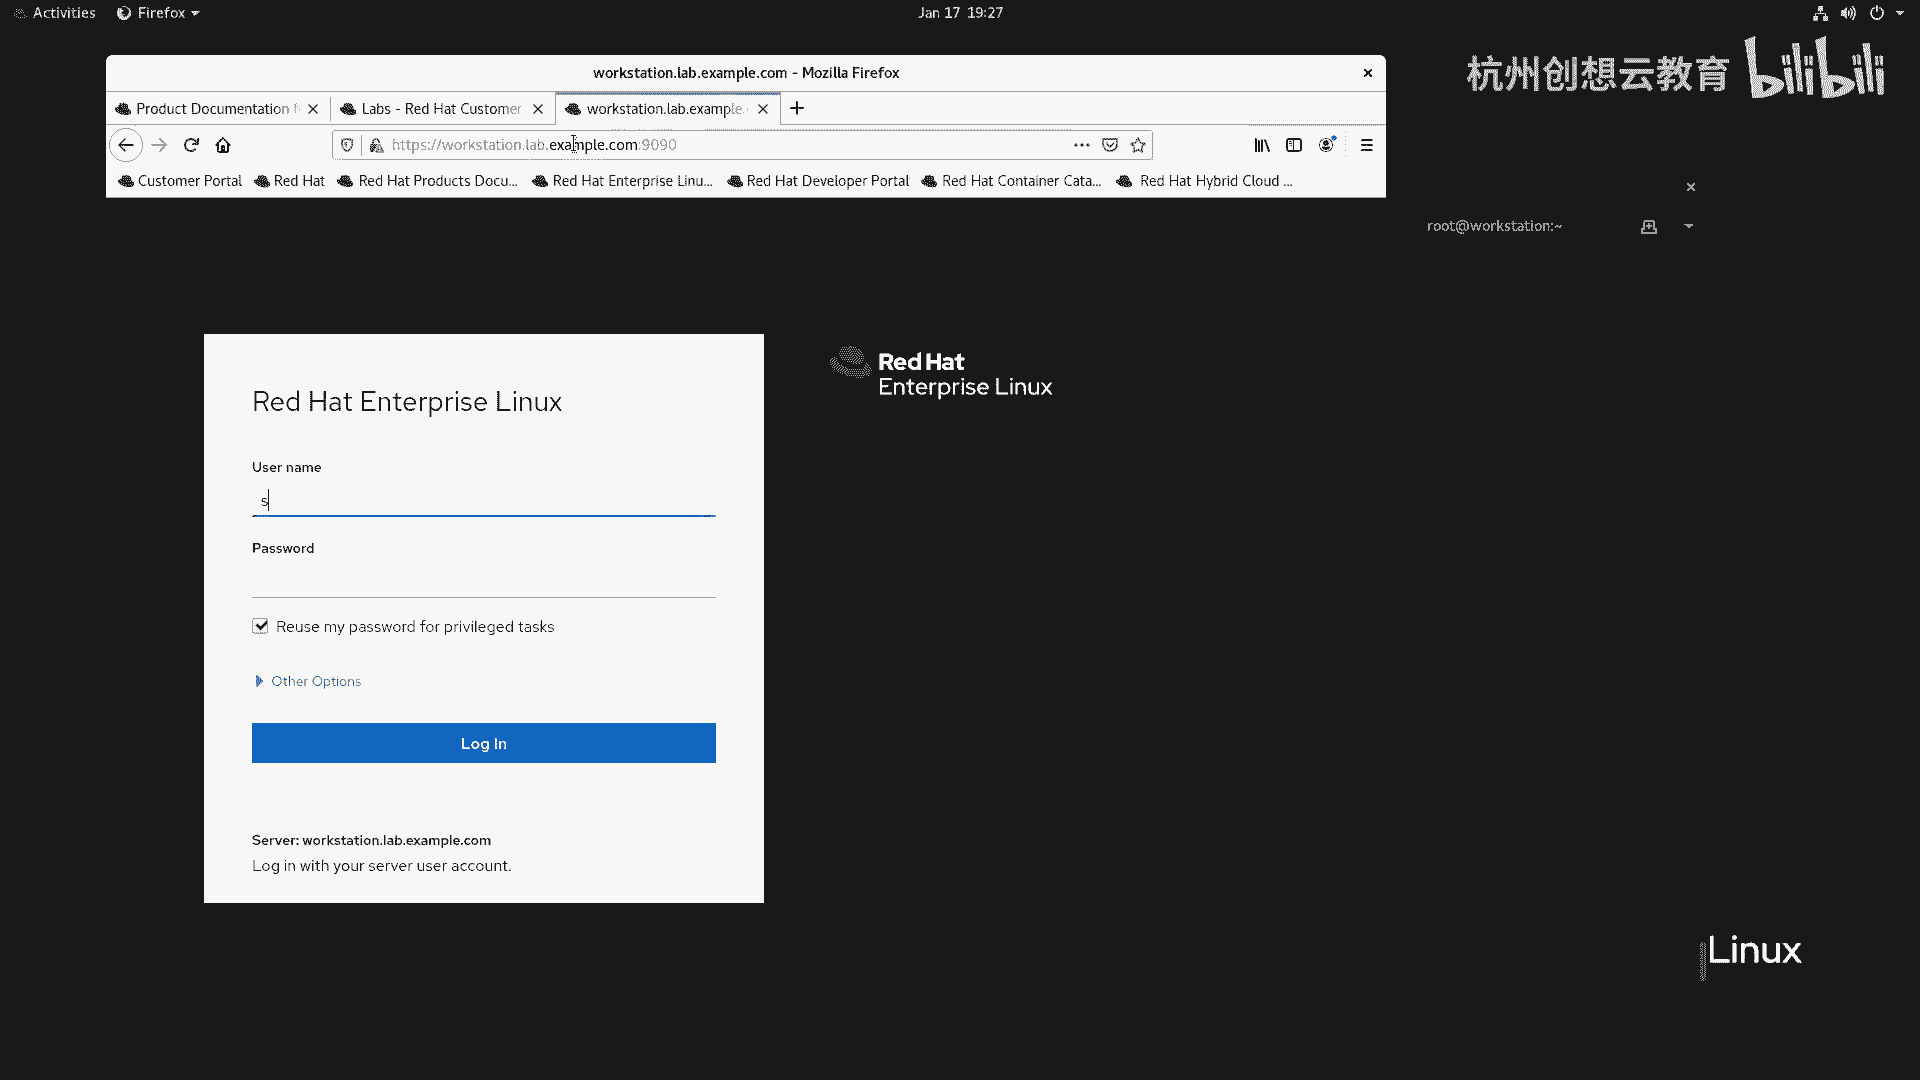 Activities Firefox Jan 17 19:27
杭州创想云教育 bilibili
workstation.lab.example.com - Mozilla Firefox
Product Documentation f Labs - Red Hat Customer workstation.lab.example.
https://workstation.lab.example.com:9090
Customer Portal Red Hat Red Hat Products Docu... Red Hat Enterprise Linu... Red Hat Developer Portal Red Hat Container Cata... Red Hat Hybrid Cloud ...
root@workstation:~
Red Hat
Enterprise Linux
Red Hat Enterprise Linux
User name
s
Password
Reuse my password for privileged tasks
Other Options
Log In
Server: workstation.lab.example.com
Log in with your server user account.
Linux